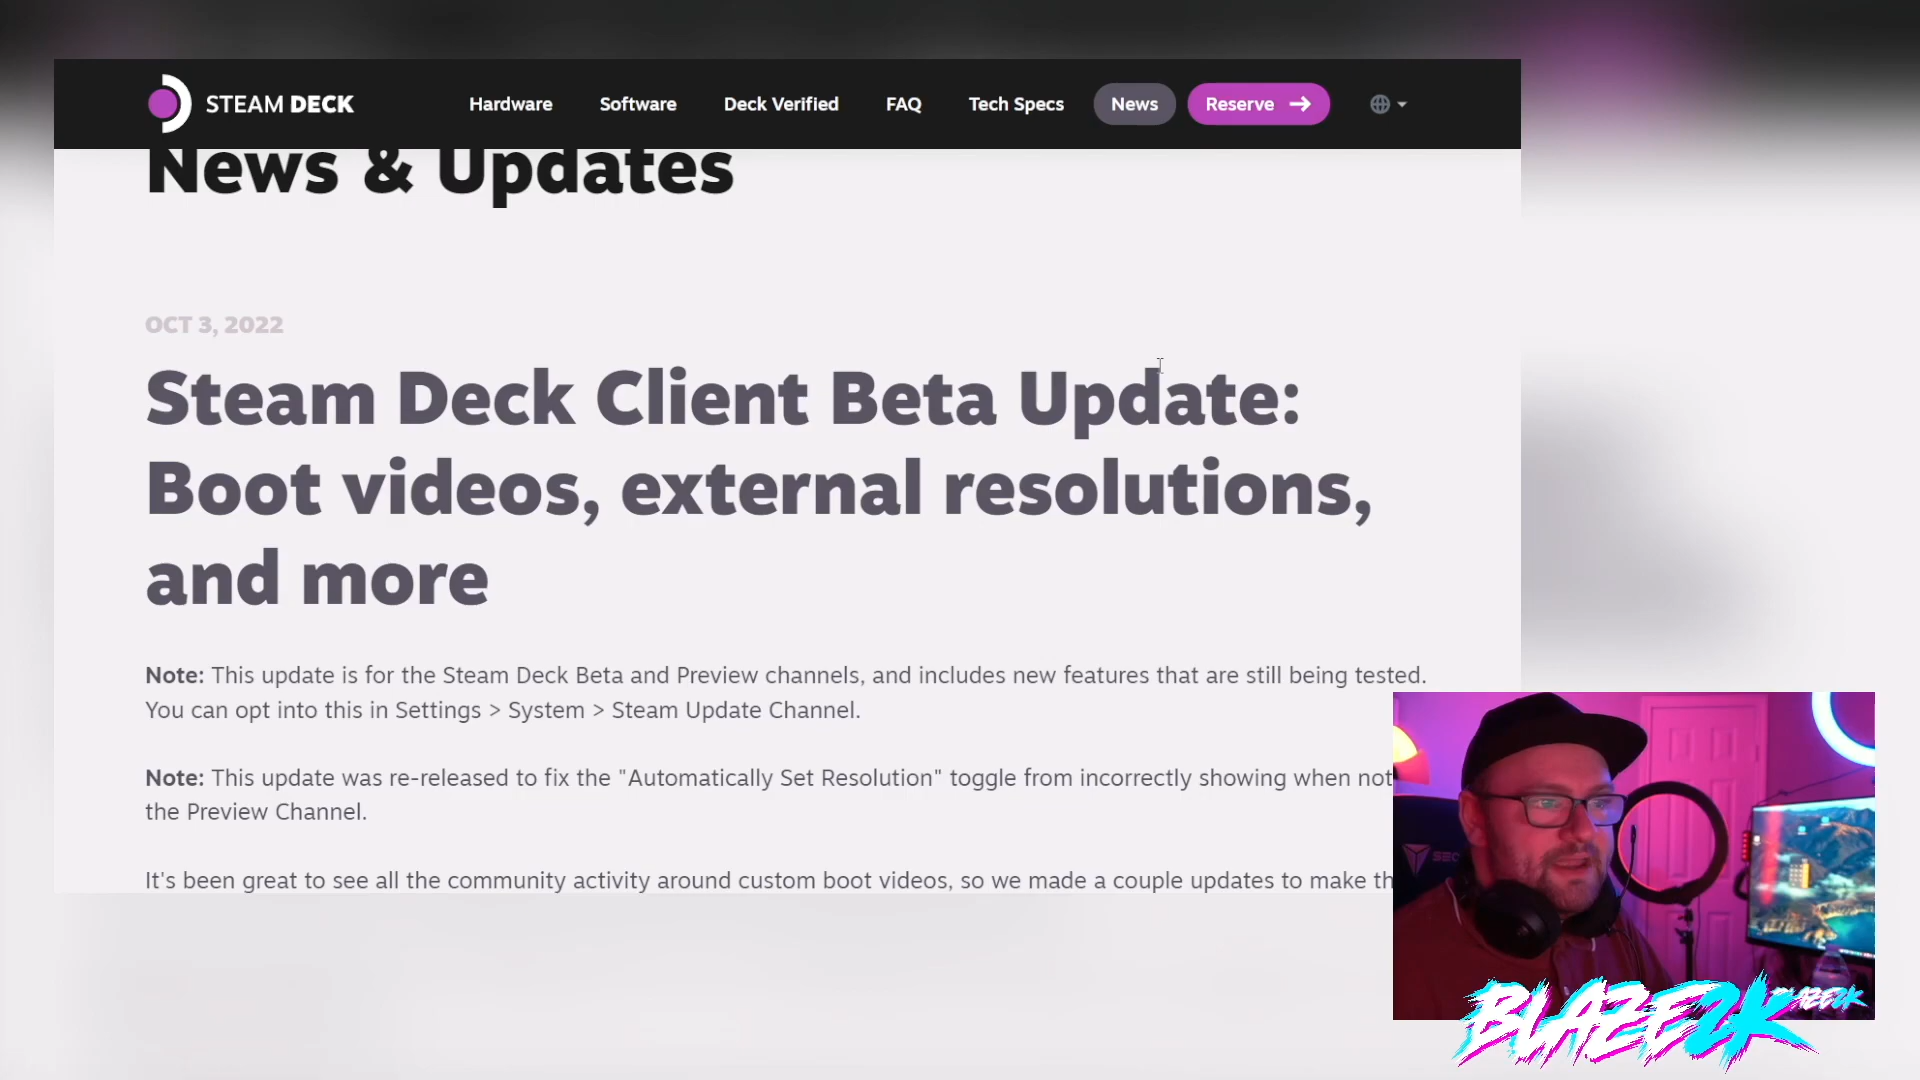 STEAM DECK
Hardware
Software
Deck Verified
FAQ
Tech Specs
News
Reserve
News & Updates
OCT 3, 2022
Steam Deck Client Beta Update:
Boot videos, external resolutions,
and more
Note: This update is for the Steam Deck Beta and Preview channels, and includes new features that are still being tested.
You can opt into this in Settings > System > Steam Update Channel.
Note: This update was re-released to fix the "Automatically Set Resolution" toggle from incorrectly showing when not
the Preview Channel.
It's been great to see all the community activity around custom boot videos, so we made a couple updates to make th
SEC
BLAZE2K
BLAZE2K